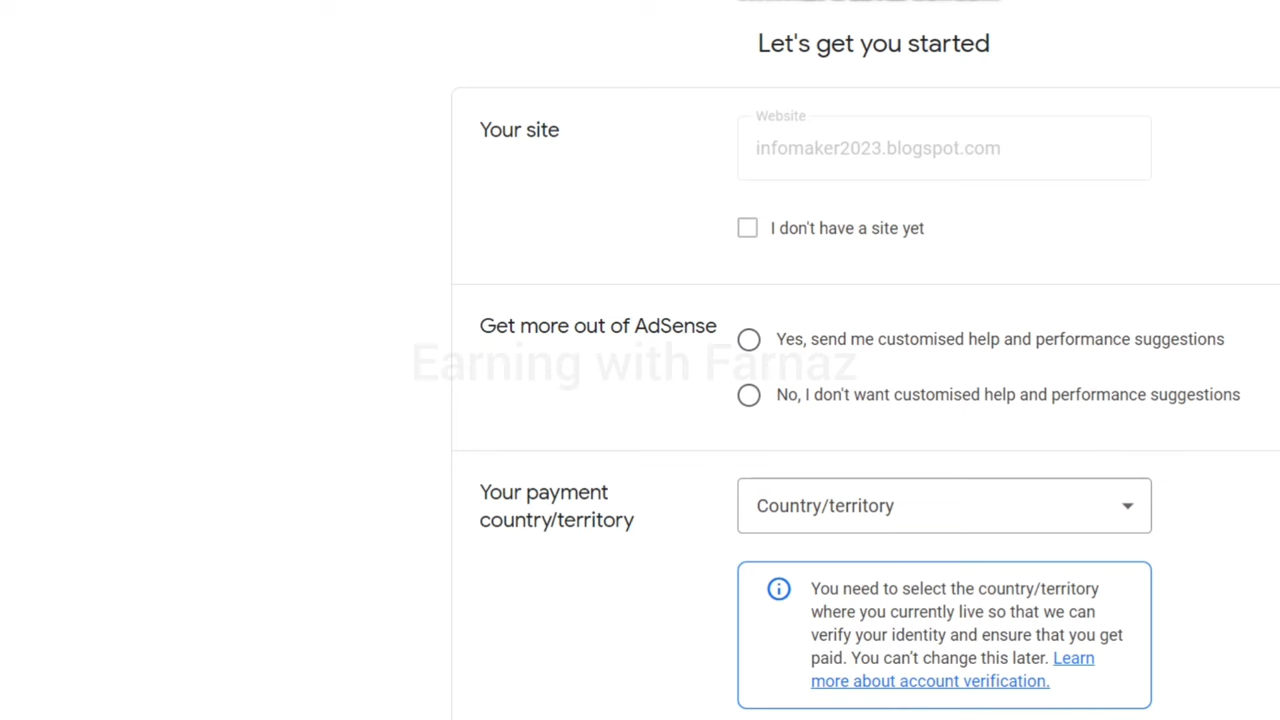 Let's get you started
Your site
Website
infomaker2023.blogspot.com
I don't have a site yet
Get more out of AdSense
Yes, send me customised help and performance suggestions
Earning with Farnaz
No, I don't want customised help and performance suggestions
Your payment
country/territory
Country/territory
You need to select the country/territory
where you currently live so that we can
verify your identity and ensure that you get
paid. You can't change this later. Learn
more about account verification.